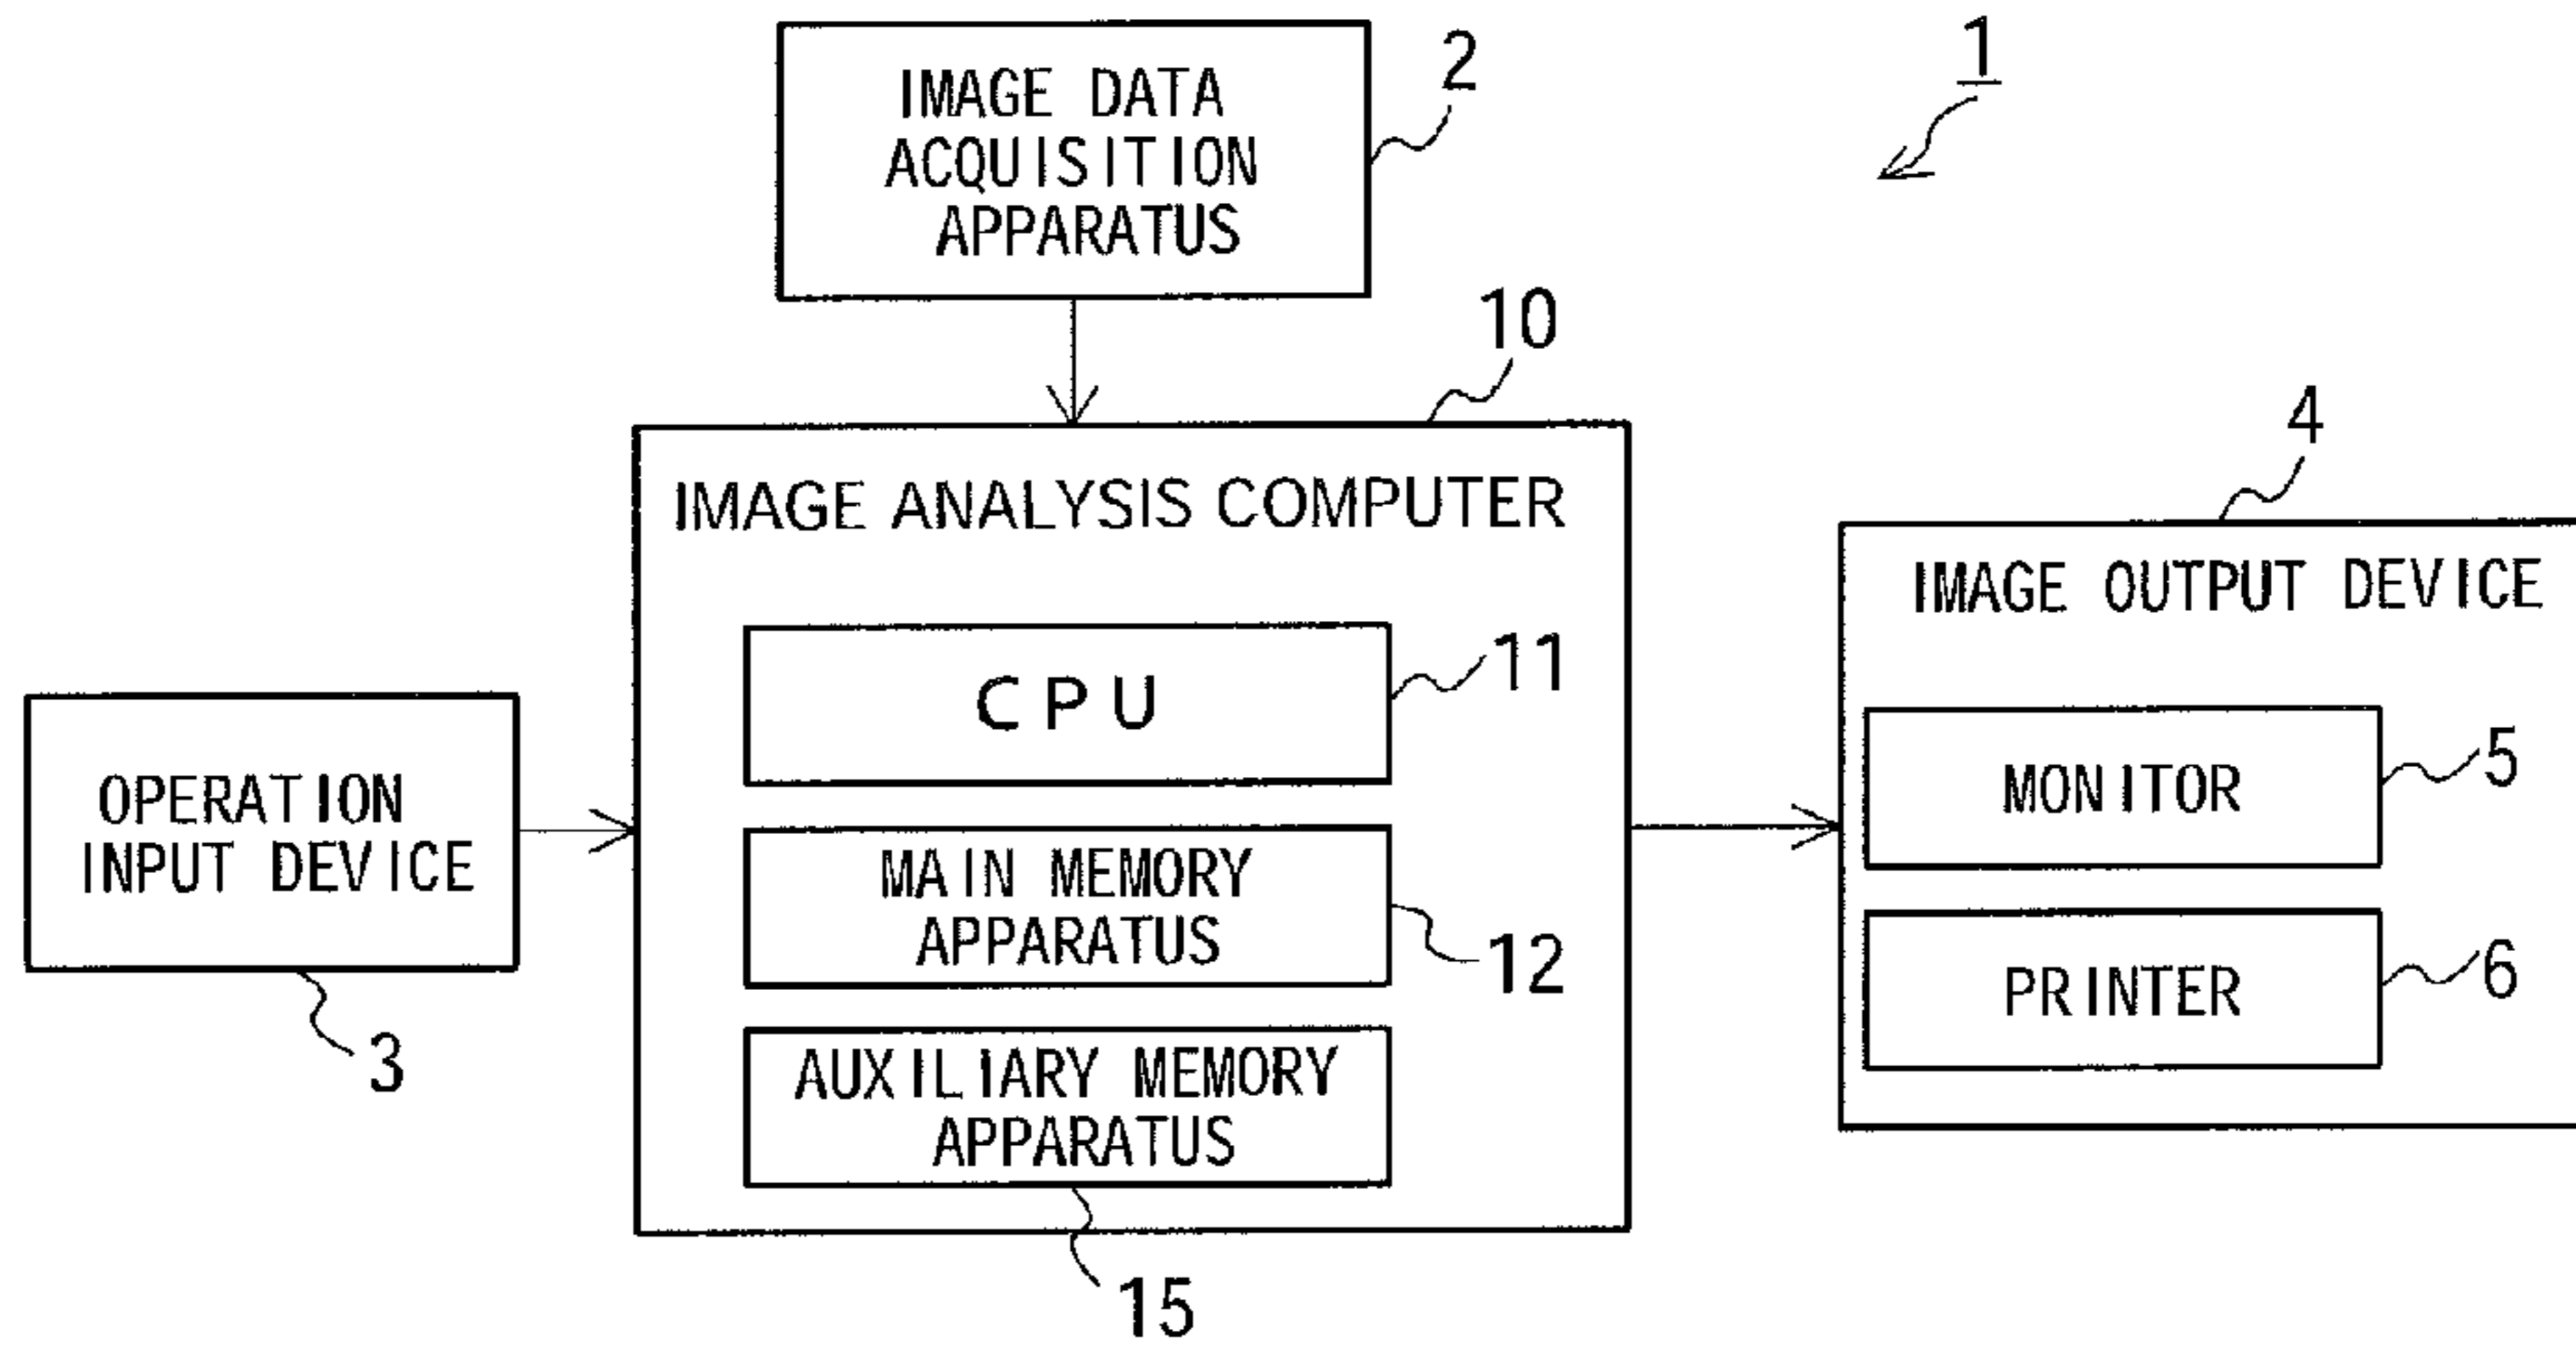 1
IMAGE DATA
ACQUISITION
APPARATUS
2
10
IMAGE ANALYSIS COMPUTER
CPU
11
MAIN MEMORY
APPARATUS
12
AUXILIARY MEMORY
APPARATUS
15
OPERATION
INPUT DEVICE
3
4
IMAGE OUTPUT DEVICE
MONITOR
5
PRINTER
6